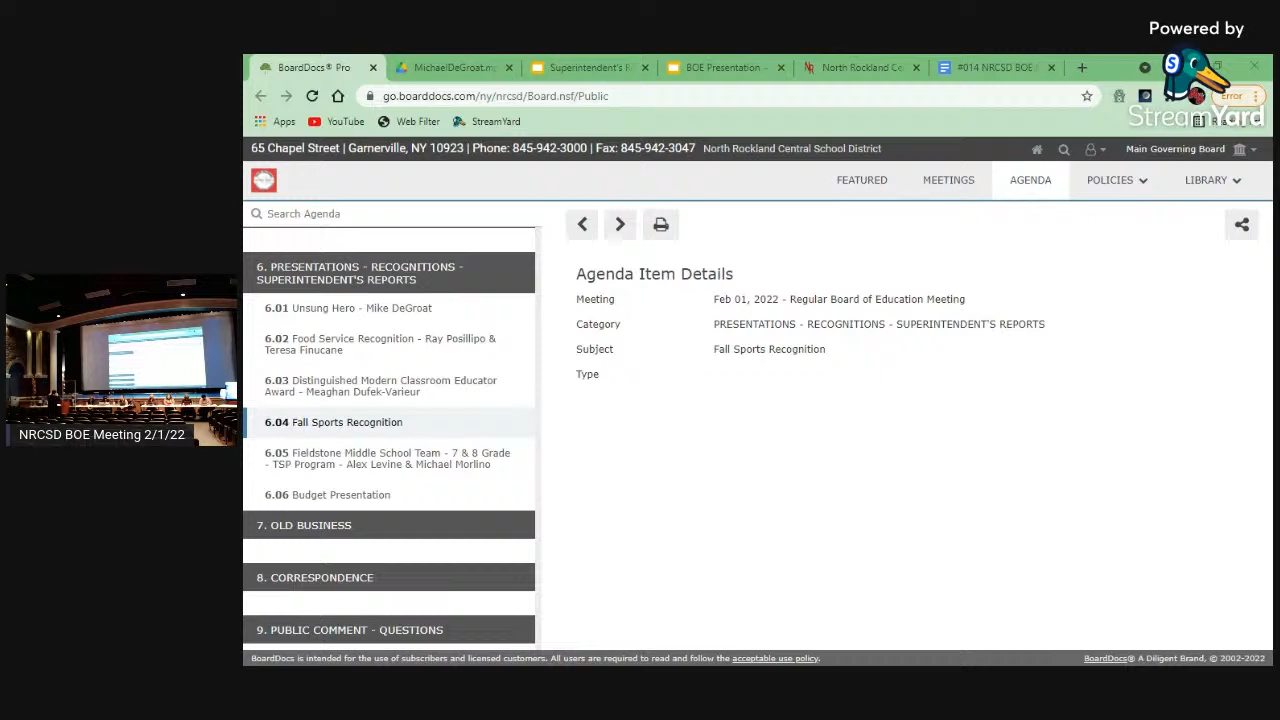 Powered by
StreamYard
BoardDocs® Pro
MichaelDeGroat.m
Superintendent's R
BOE Presentation -
North Rockland Ce
#014 NRCSD BOE
go.boarddocs.com/ny/nrcsd/Board.nsf/Public
Error
Apps
YouTube
Web Filter
StreamYard
65 Chapel Street | Garnerville, NY 10923 | Phone: 845-942-3000 | Fax: 845-942-3047 North Rockland Central School District
Main Governing Board
FEATURED
MEETINGS
AGENDA
POLICIES
LIBRARY
Search Agenda
6. PRESENTATIONS - RECOGNITIONS -
SUPERINTENDENT'S REPORTS
6.01 Unsung Hero - Mike DeGroat
6.02 Food Service Recognition - Ray Posillipo &
Teresa Finucane
6.03 Distinguished Modern Classroom Educator
Award - Meaghan Dufek-Varieur
6.04 Fall Sports Recognition
6.05 Fieldstone Middle School Team - 7 & 8 Grade
- TSP Program - Alex Levine & Michael Morlino
6.06 Budget Presentation
7. OLD BUSINESS
8. CORRESPONDENCE
9. PUBLIC COMMENT - QUESTIONS
Agenda Item Details
Meeting Feb 01, 2022 - Regular Board of Education Meeting
Category PRESENTATIONS - RECOGNITIONS - SUPERINTENDENT'S REPORTS
Subject Fall Sports Recognition
Type
NRCSD BOE Meeting 2/1/22
BoardDocs is intended for the use of subscribers and licensed customers. All users are required to read and follow the acceptable use policy.
BoardDocs® A Diligent Brand, © 2002-2022